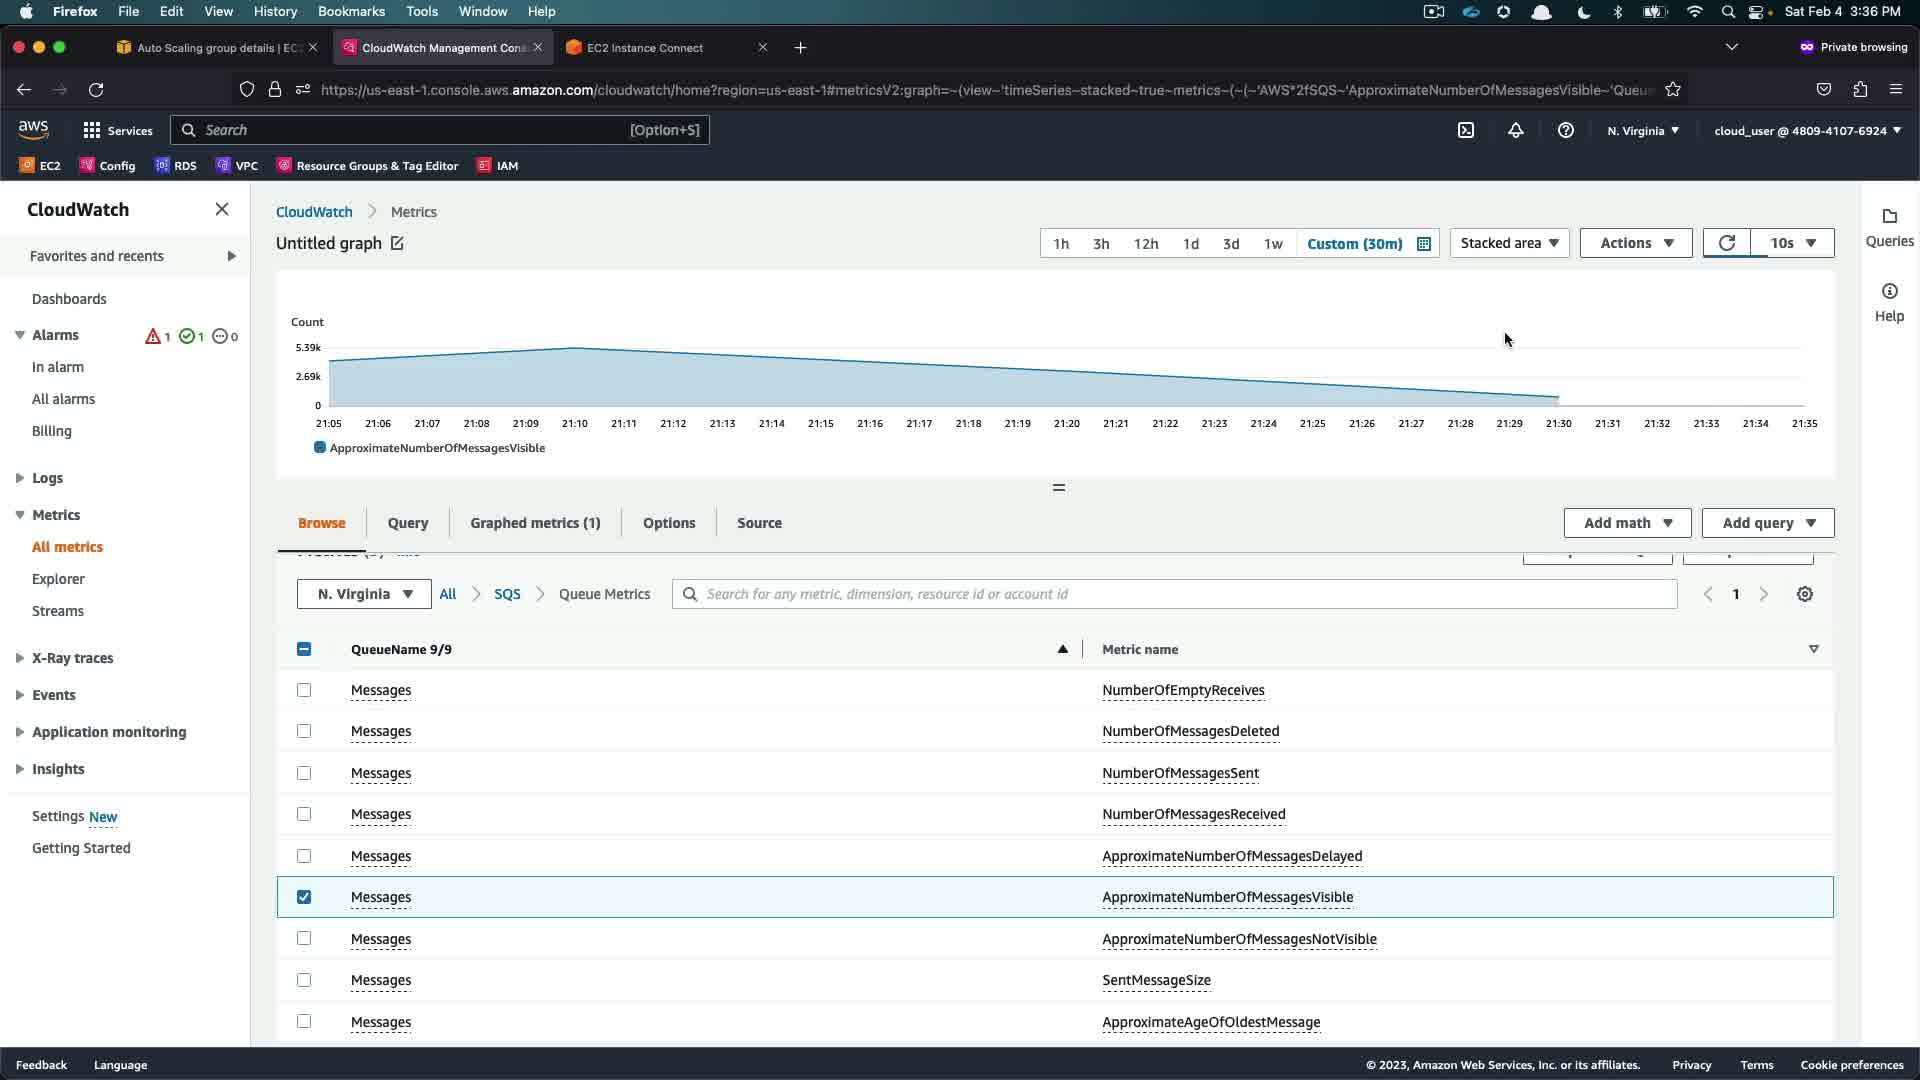 Firefox File Edit View History Bookmarks Tools Window Help
Sat Feb 4 3:36 PM
Auto Scaling group details | EC
CloudWatch Management Cons
EC2 Instance Connect
Private browsing
https://us-east-1.console.aws.amazon.com/cloudwatch/home?region=us-east-1#metricsV2:graph=~(view~'timeSeries~stacked~true~metrics~(~(~'AWS*2fSQS~'ApproximateNumberOfMessagesVisible~'Queue
aws Services Search [Option+S] N. Virginia cloud_user @ 4809-4107-6924
EC2 Config RDS VPC Resource Groups & Tag Editor IAM
CloudWatch
Favorites and recents
Dashboards
Alarms 1 1 0
In alarm
All alarms
Billing
Logs
Metrics
All metrics
Explorer
Streams
X-Ray traces
Events
Application monitoring
Insights
Settings New
Getting Started
CloudWatch Metrics
Untitled graph
1h 3h 12h 1d 3d 1w Custom (30m) Stacked area Actions 10s
Count
5.39k
2.69k
0
21:05 21:06 21:07 21:08 21:09 21:10 21:11 21:12 21:13 21:14 21:15 21:16 21:17 21:18 21:19 21:20 21:21 21:22 21:23 21:24 21:25 21:26 21:27 21:28 21:29 21:30 21:31 21:32 21:33 21:34 21:35
ApproximateNumberOfMessagesVisible
Browse Query Graphed metrics (1) Options Source Add math Add query
N. Virginia All SQS Queue Metrics Search for any metric, dimension, resource id or account id 1
QueueName 9/9 Metric name
Messages NumberOfEmptyReceives
Messages NumberOfMessagesDeleted
Messages NumberOfMessagesSent
Messages NumberOfMessagesReceived
Messages ApproximateNumberOfMessagesDelayed
Messages ApproximateNumberOfMessagesVisible
Messages ApproximateNumberOfMessagesNotVisible
Messages SentMessageSize
Messages ApproximateAgeOfOldestMessage
Queries
Help
Feedback Language © 2023, Amazon Web Services, Inc. or its affiliates. Privacy Terms Cookie preferences